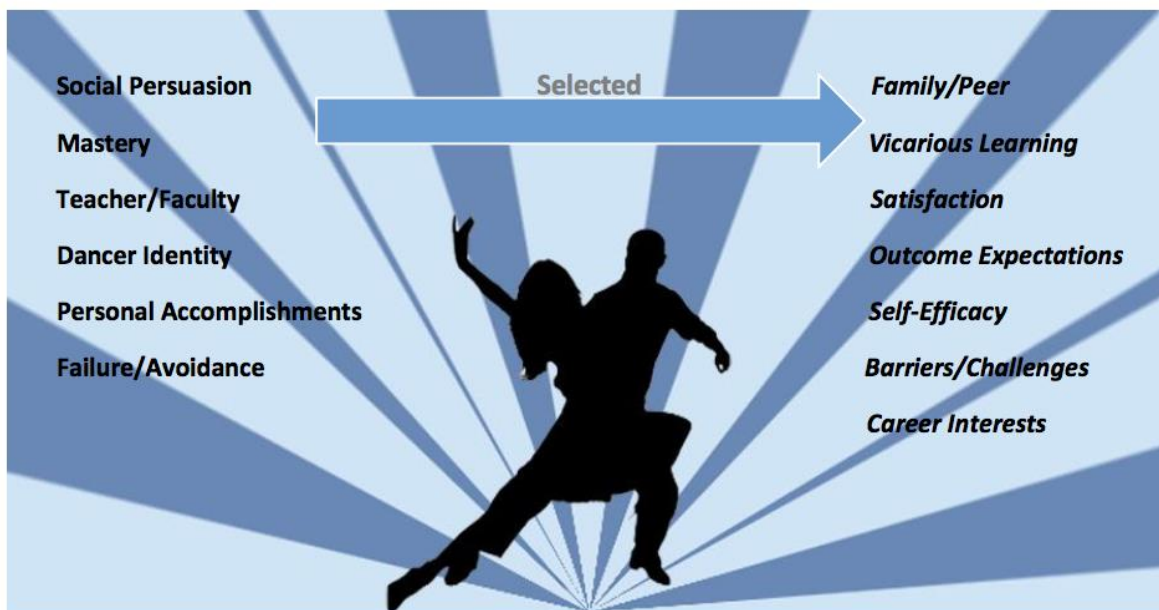 Social Persuasion
Mastery
Teacher/Faculty
Dancer Identity
Personal Accomplishments
Failure/Avoidance
Selected
Family/Peer
Vicarious Learning
Satisfaction
Outcome Expectations
Self-Efficacy
Barriers/Challenges
Career Interests